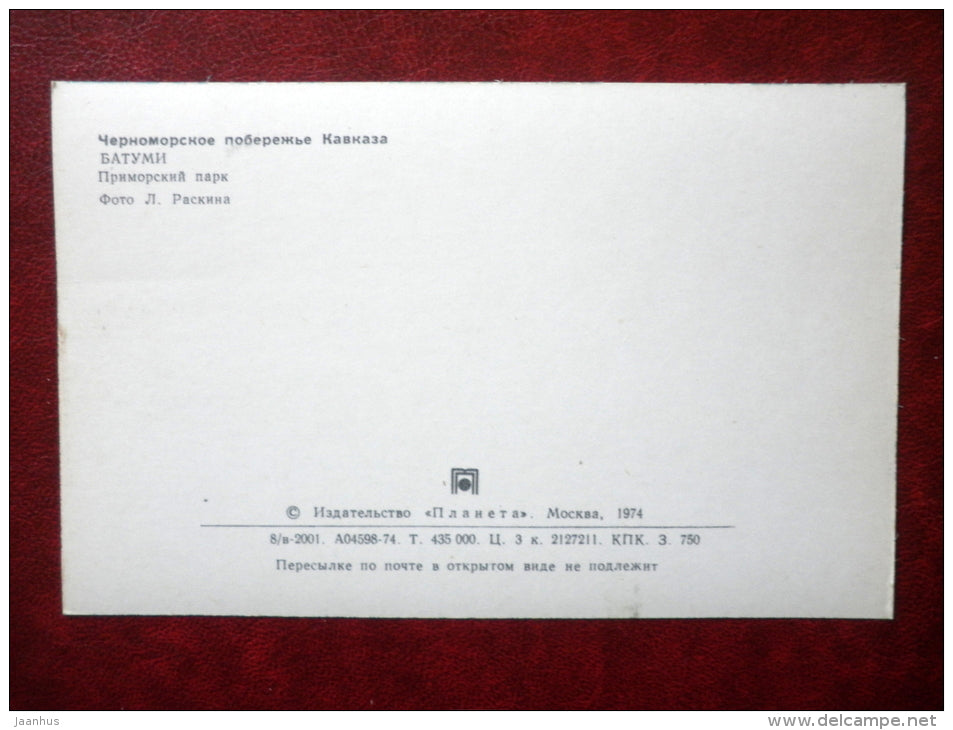 Черноморское побережье Кавказа
БАТУМИ
Приморский парк
Фото Л. Раскина
© Издательство «Планета». Москва, 1974
8/в-2001. А04598-74. Т. 435 000. Ц. 3 к. 2127211. КПК. З. 750
Пересылке по почте в открытом виде не подлежит
jaanhus
www.delcampe.net